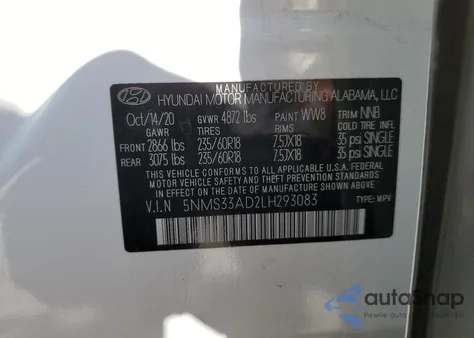 MANUFACTURED BY
HYUNDAI MOTOR MANUFACTURING ALABAMA, LLC
Oct/14/20 GVWR 4872 lbs PAINT WW8 TRIM NNB
GAWR TIRES RIMS COLD TIRE INFL
FRONT 2866 lbs 235/60R18 7.5JX18 35 psi SINGLE
REAR 3075 lbs 235/60R18 7.5JX18 35 psi SINGLE
THIS VEHICLE CONFORMS TO ALL APPLICABLE U.S.A. FEDERAL
MOTOR VEHICLE SAFETY AND THEFT PREVENTION STANDARDS
IN EFFECT ON THE DATE OF MANUFACTURE SHOWN ABOVE.
V.I.N 5NMS33AD2LH293083 TYPE: MPV
autoSnap